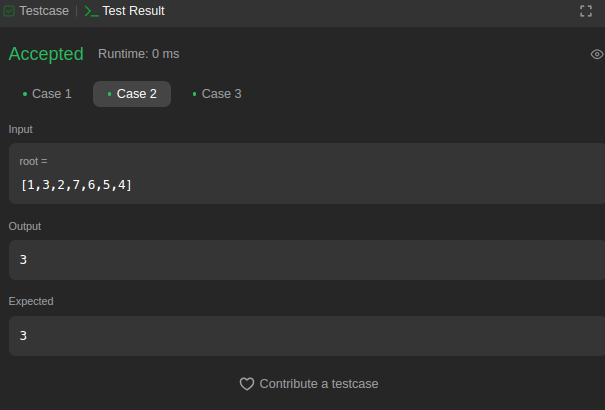 Testcase | Test Result
Accepted Runtime: 0 ms
Case 1 Case 2 Case 3
Input
root =
[1,3,2,7,6,5,4]
Output
3
Expected
3
Contribute a testcase